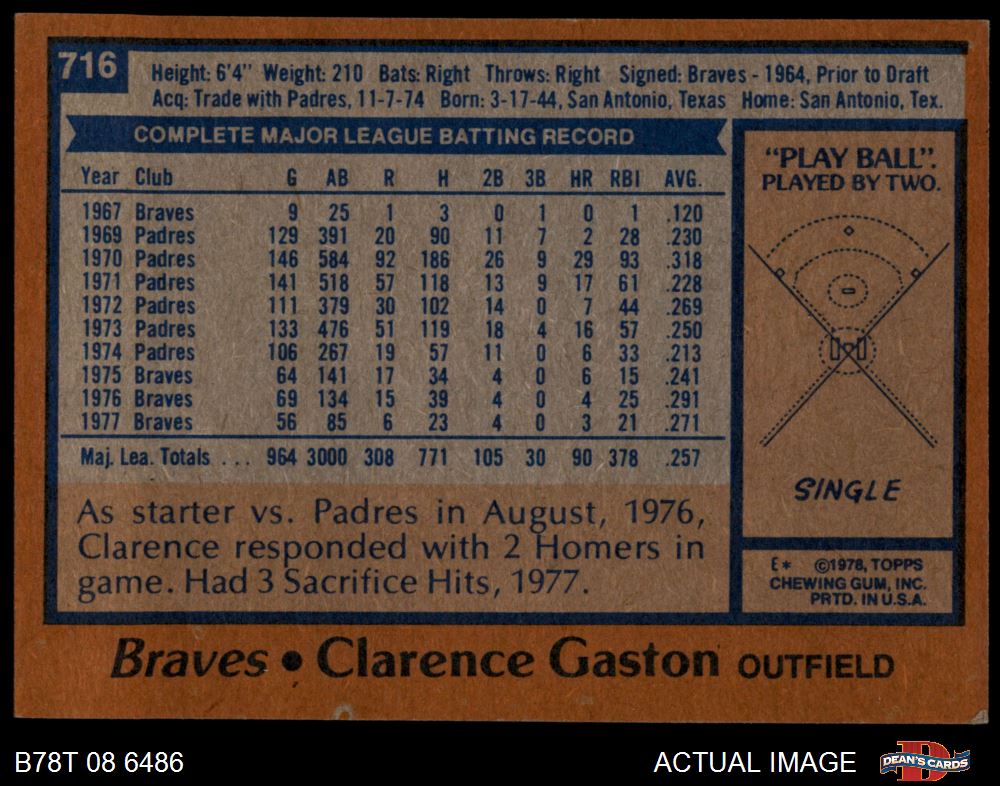 716
Height: 6'4" Weight: 210 Bats: Right Throws: Right Signed: Braves - 1964, Prior to Draft
Acq: Trade with Padres, 11-7-74 Born: 3-17-44, San Antonio, Texas Home: San Antonio, Tex.
COMPLETE MAJOR LEAGUE BATTING RECORD
Year Club G AB R H 2B 3B HR RBI AVG.
1967 Braves 9 25 1 3 0 1 0 1 .120
1969 Padres 129 391 20 90 11 7 2 28 .230
1970 Padres 146 584 92 186 26 9 29 93 .318
1971 Padres 141 518 57 118 13 9 17 61 .228
1972 Padres 111 379 30 102 14 0 7 44 .269
1973 Padres 133 476 51 119 18 4 16 57 .250
1974 Padres 106 267 19 57 11 0 6 33 .213
1975 Braves 64 141 17 34 4 0 6 15 .241
1976 Braves 69 134 15 39 4 0 4 25 .291
1977 Braves 56 85 6 23 4 0 3 21 .271
Maj. Lea. Totals . . . 964 3000 308 771 105 30 90 378 .257
As starter vs. Padres in August, 1976,
Clarence responded with 2 Homers in
game. Had 3 Sacrifice Hits, 1977.
"PLAY BALL".
PLAYED BY TWO.
SINGLE
E* ©1978, TOPPS
CHEWING GUM, INC.
PRTD. IN U.S.A.
Braves • Clarence Gaston OUTFIELD
B78T 08 6486
ACTUAL IMAGE
DEAN'S CARDS